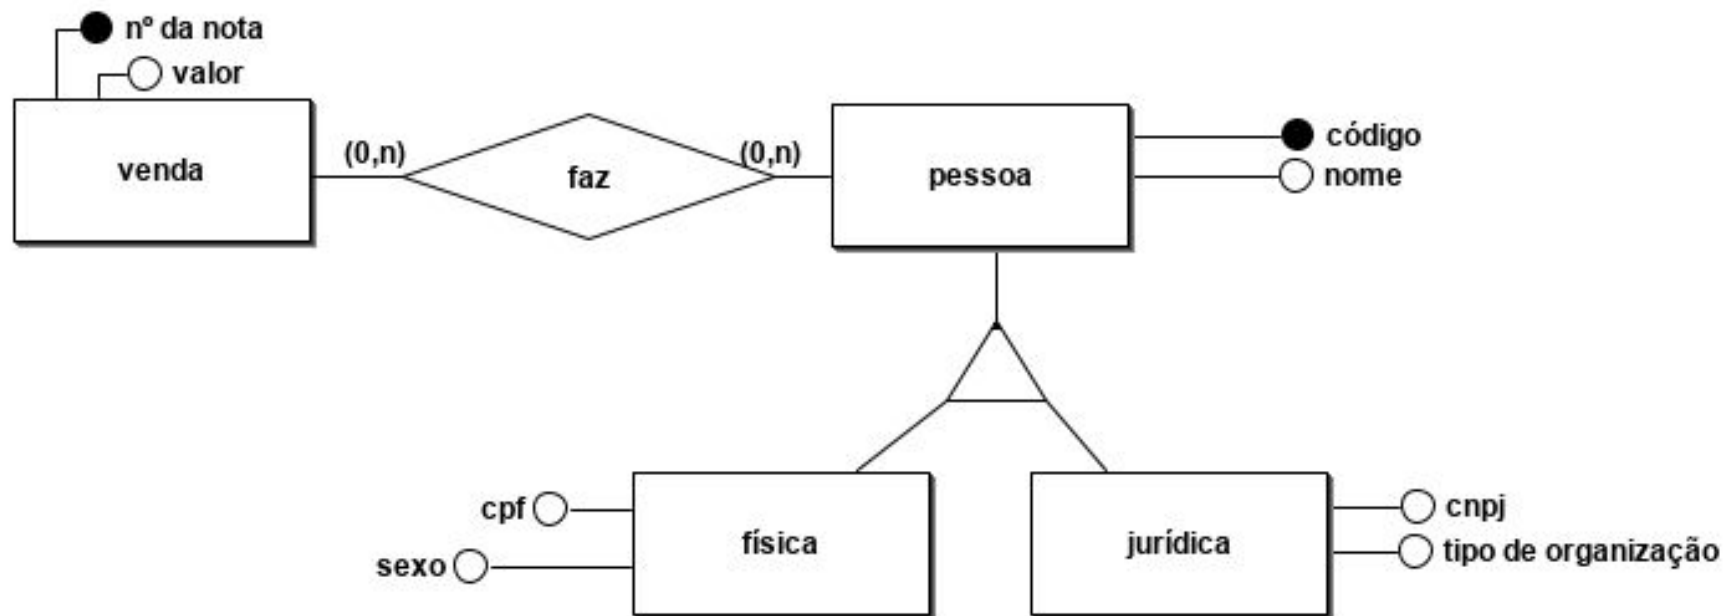 nº da nota
valor
venda
(0,n)
faz
(0,n)
pessoa
código
nome
cpf
sexo
física
jurídica
cnpj
tipo de organização